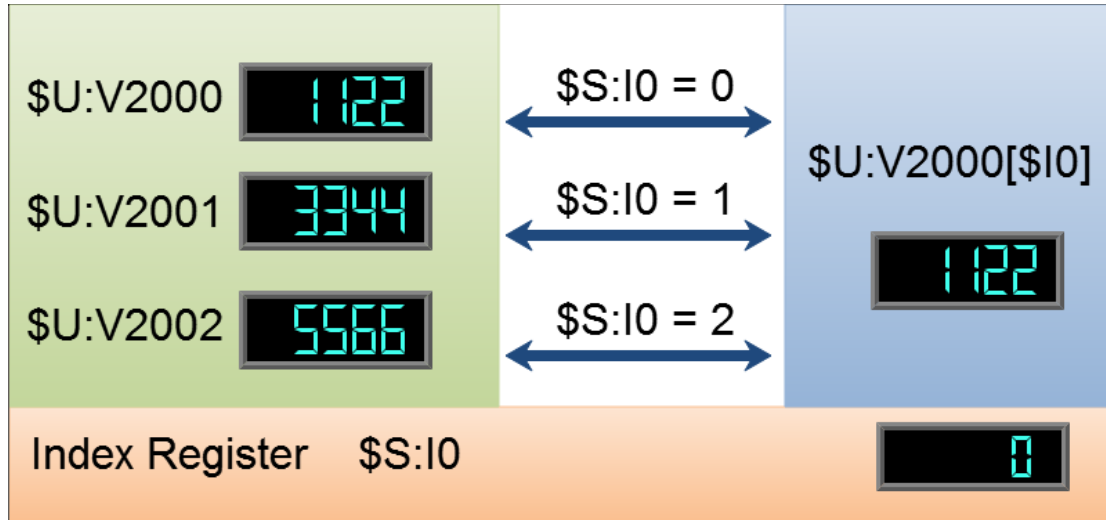 $U:V2000 1122 $S:I0 = 0
$U:V2000[$I0]
$U:V2001 3344 $S:I0 = 1
1122
$U:V2002 5566 $S:I0 = 2
Index Register $S:I0 0